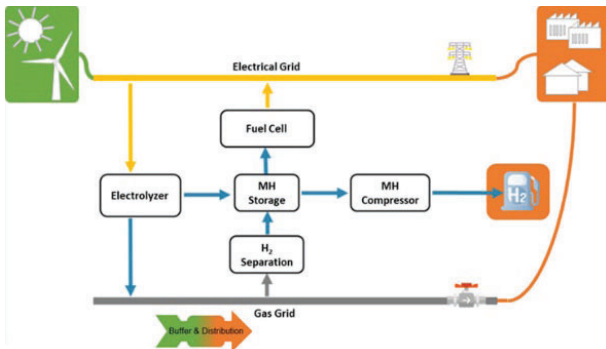 Electrical Grid
Fuel Cell
Electrolyzer
MH
Storage
MH
Compressor
H₂
H₂
Separation
Gas Grid
Buffer & Distribution